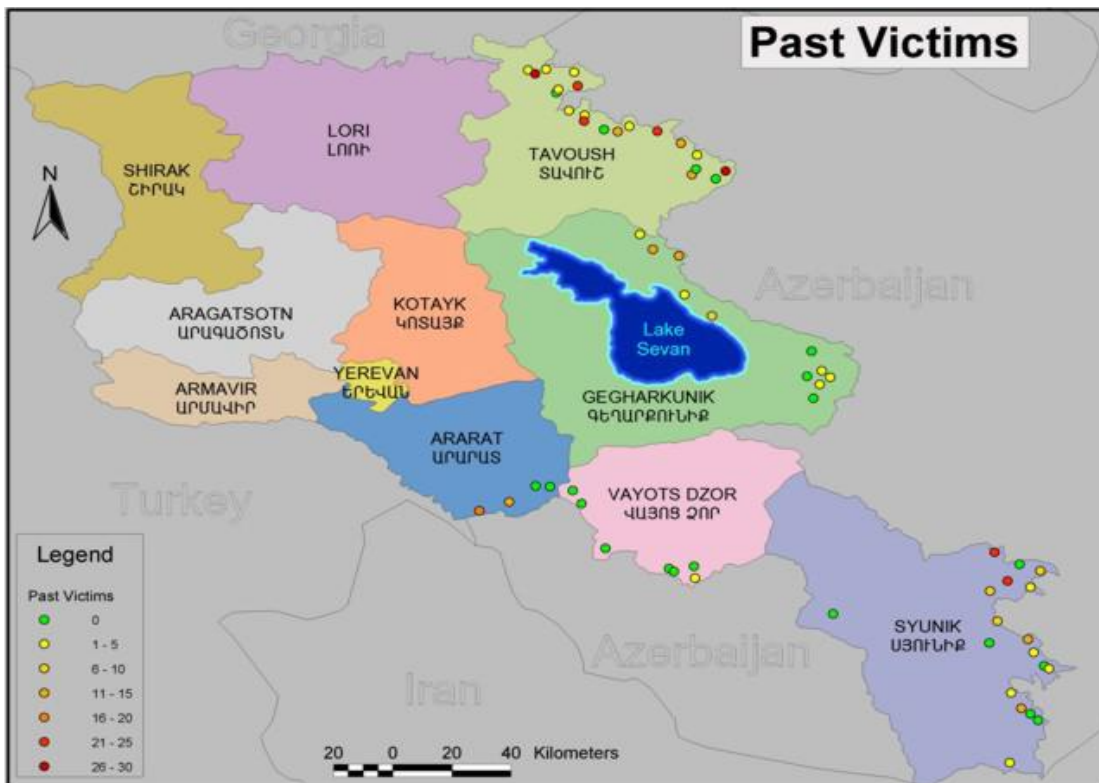 Georgia
Past Victims
LORI
ԼՈՌԻ
TAVOUSH
ՏԱՎՈՒՇ
SHIRAK
ՇԻՐԱԿ
N
Azerbaijan
KOTAYK
ԿՈՏԱՅՔ
ARAGATSOTN
ԱՐԱԳԱԾՈՏՆ
Lake
Sevan
YEREVAN
ԵՐԵՎԱՆ
ARMAVIR
ԱՐՄԱՎԻՐ
GEGHARKUNIK
ԳԵՂԱՐՔՈՒՆԻՔ
ARARAT
ԱՐԱՐԱՏ
Turkey
VAYOTS DZOR
ՎԱՅՈՑ ՁՈՐ
SYUNIK
ՍՅՈՒՆԻՔ
Azerbaijan
Iran
Legend
Past Victims
0
1 - 5
6 - 10
11 - 15
16 - 20
21 - 25
26 - 30
20 0 20 40 Kilometers